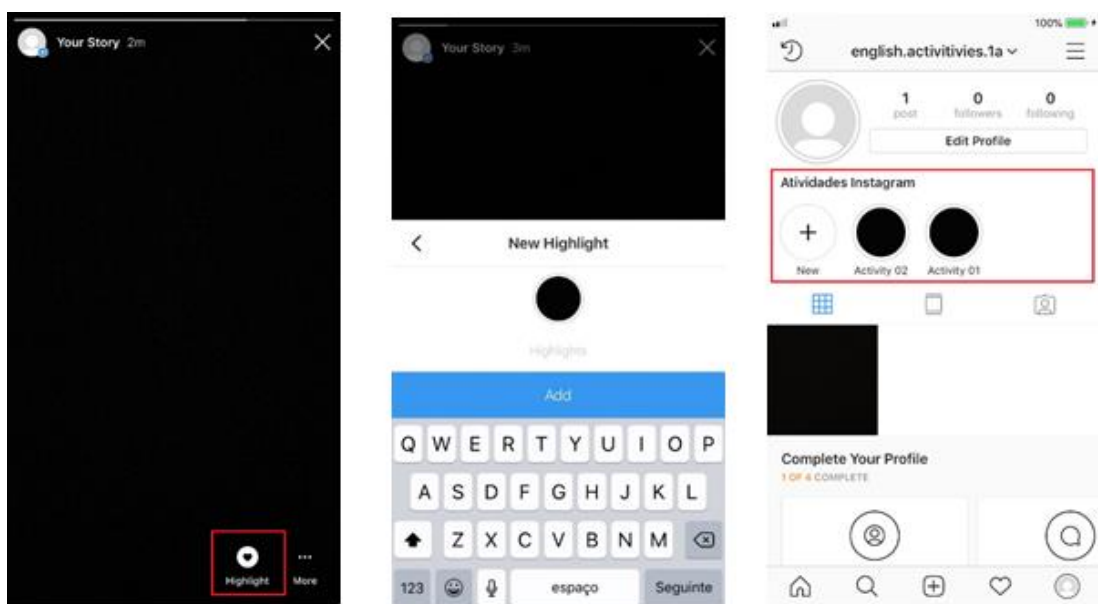 Your Story 2m
Highlight
More
Your Story 3m
New Highlight
Highlights
Add
Q W E R T Y U I O P
A S D F G H J K L
Z X C V B N M
123 espaço Seguinte
100%
english.activitivies.1a
1 0 0
post followers following
Edit Profile
Atividades Instagram
New Activity 02 Activity 01
Complete Your Profile
1 OF 4 COMPLETE